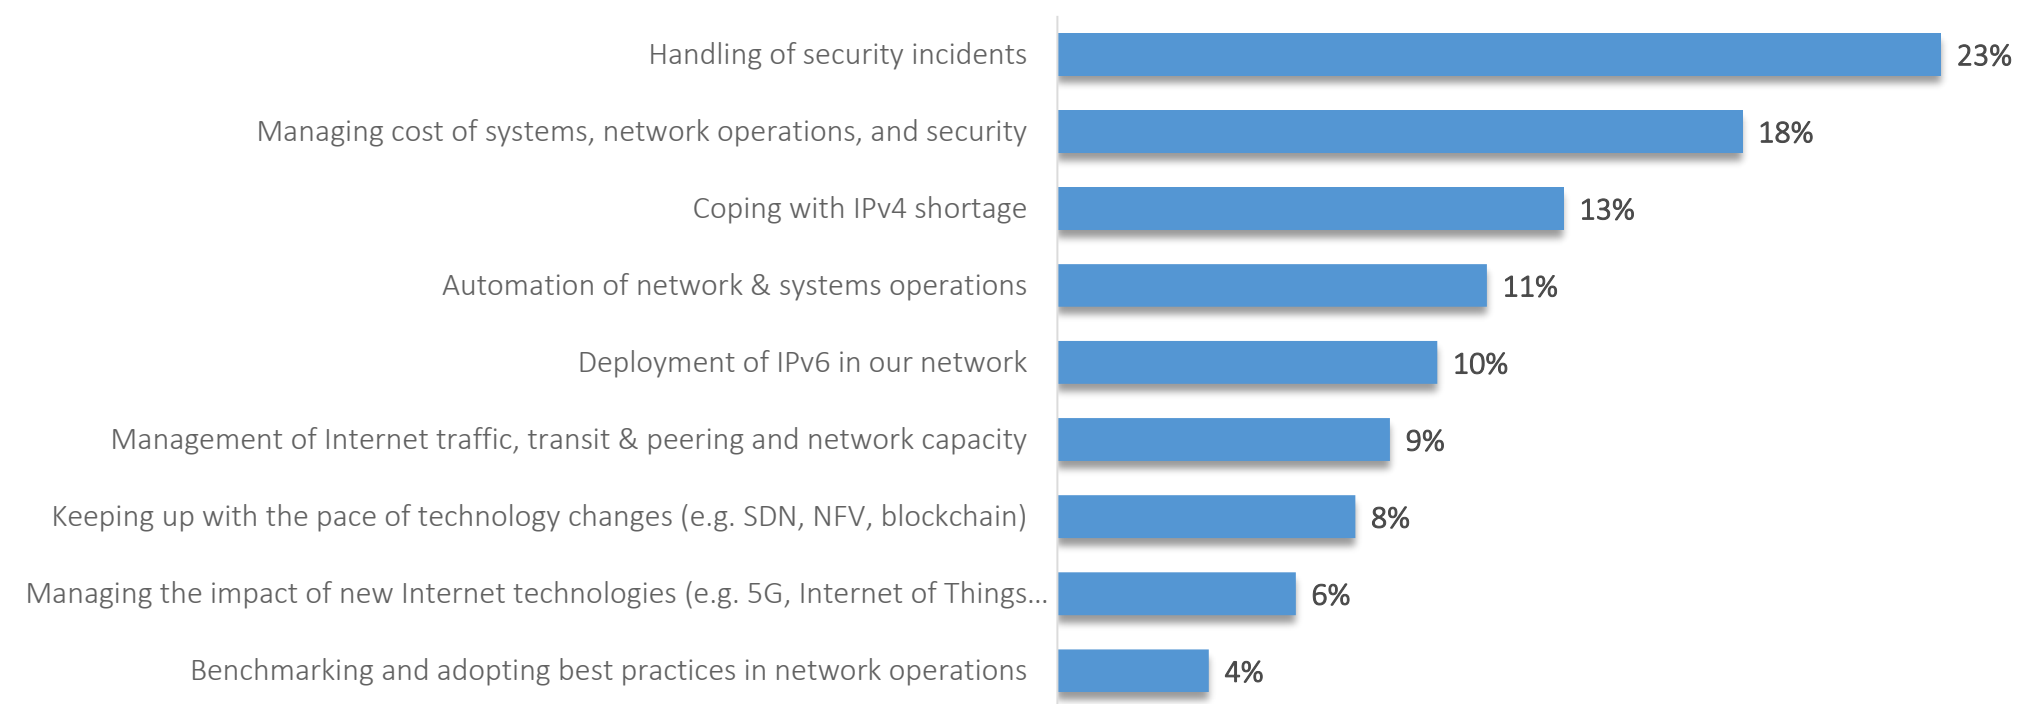 Handling of security incidents 23%
Managing cost of systems, network operations, and security 18%
Coping with IPv4 shortage 13%
Automation of network & systems operations 11%
Deployment of IPv6 in our network 10%
Management of Internet traffic, transit & peering and network capacity 9%
Keeping up with the pace of technology changes (e.g. SDN, NFV, blockchain) 8%
Managing the impact of new Internet technologies (e.g. 5G, Internet of Things... 6%
Benchmarking and adopting best practices in network operations 4%